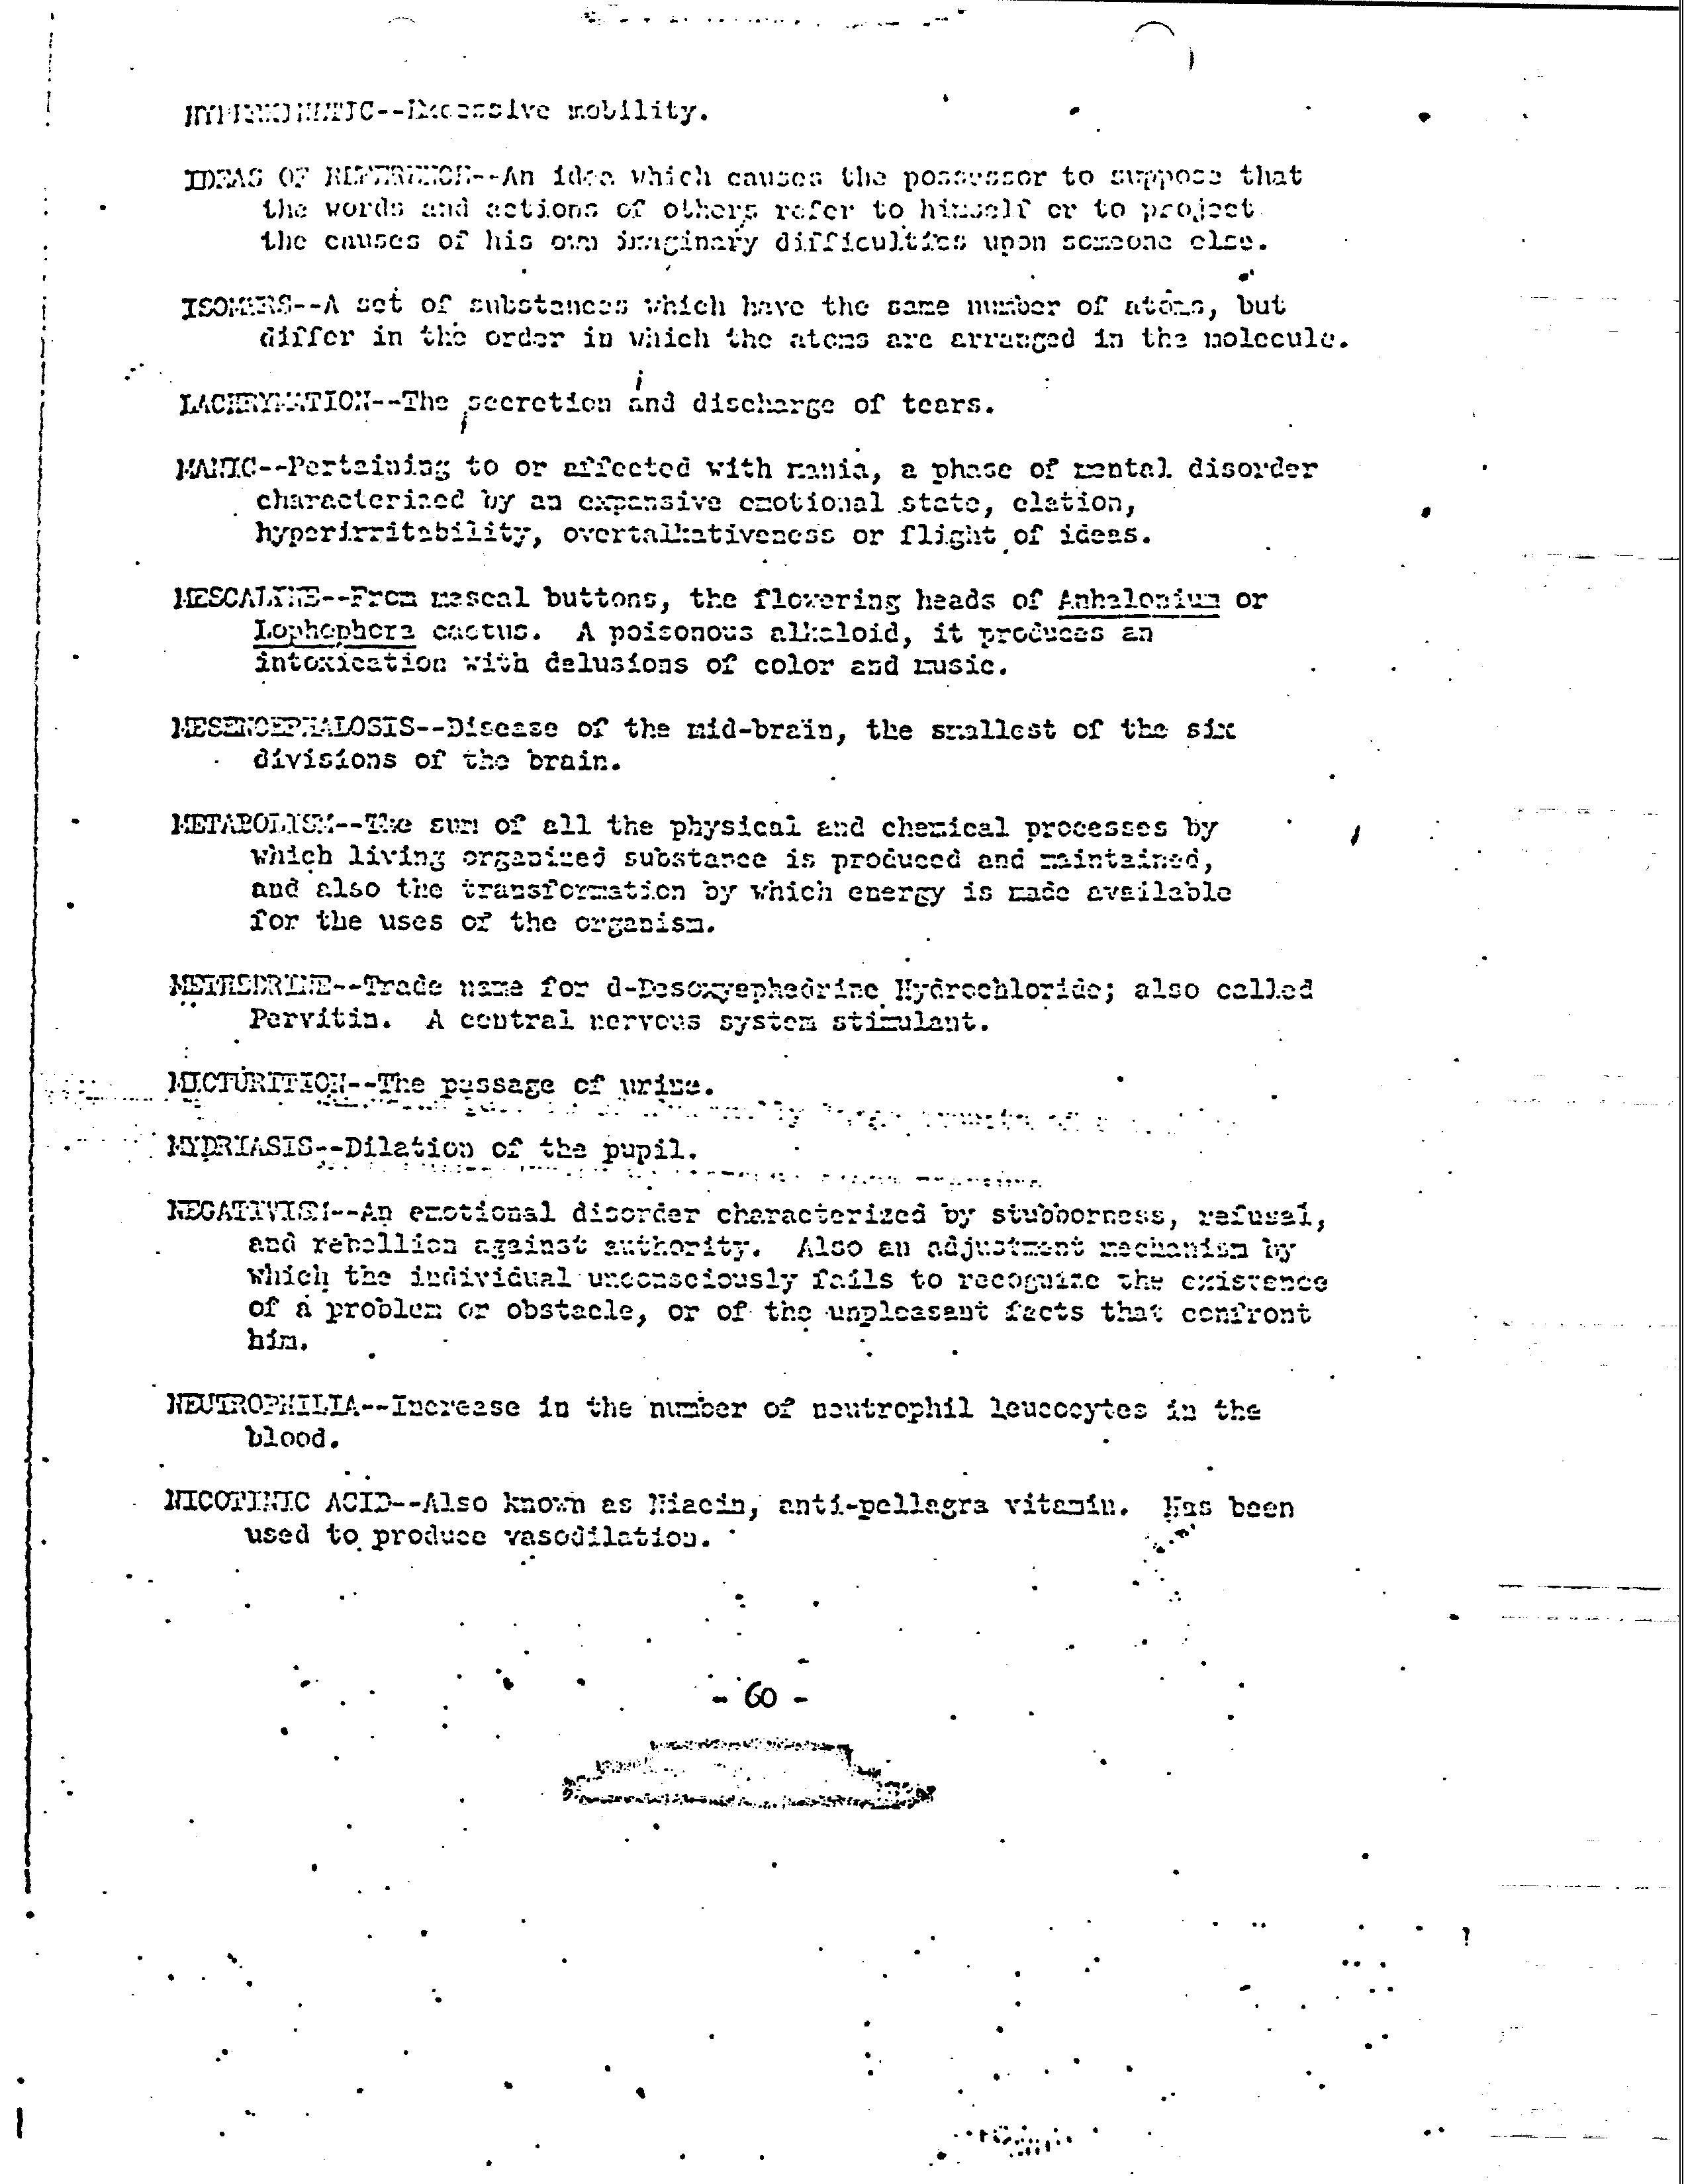 HYPERKINETIC--Excessive mobility.
IDEAS OF REFERENCE--An idea which causes the possessor to suppose that
the words and actions of others refer to himself or to project
the causes of his own imaginary difficulties upon someone else.
ISOMERS--A set of substances which have the same number of atoms, but
differ in the order in which the atoms are arranged in the molecule.
LACHRYMATION--The secretion and discharge of tears.
MANIC--Pertaining to or affected with mania, a phase of mental disorder
characterized by an expansive emotional state, elation,
hyperirritability, overtalkativeness or flight of ideas.
MESCALINE--From mescal buttons, the flowering heads of Anhalonium or
Lophophora cactus. A poisonous alkaloid, it produces an
intoxication with delusions of color and music.
MESENCEPHALOSIS--Disease of the mid-brain, the smallest of the six
divisions of the brain.
METABOLISM--The sum of all the physical and chemical processes by
which living organized substance is produced and maintained,
and also the transformation by which energy is made available
for the uses of the organism.
METHEDRINE--Trade name for d-Desoxyephedrine Hydrochloride; also called
Pervitin. A central nervous system stimulant.
MICTURITION--The passage of urine.
MYDRIASIS--Dilation of the pupil.
NEGATIVISM--An emotional disorder characterized by stubborness, refusal,
and rebellion against authority. Also an adjustment mechanism by
which the individual unconsciously fails to recognize the existence
of a problem or obstacle, or of the unpleasant facts that confront
him.
NEUTROPHILIA--Increase in the number of neutrophil leucocytes in the
blood.
NICOTINIC ACID--Also known as Niacin, anti-pellagra vitamin. Has been
used to produce vasodilation.
- 60 -